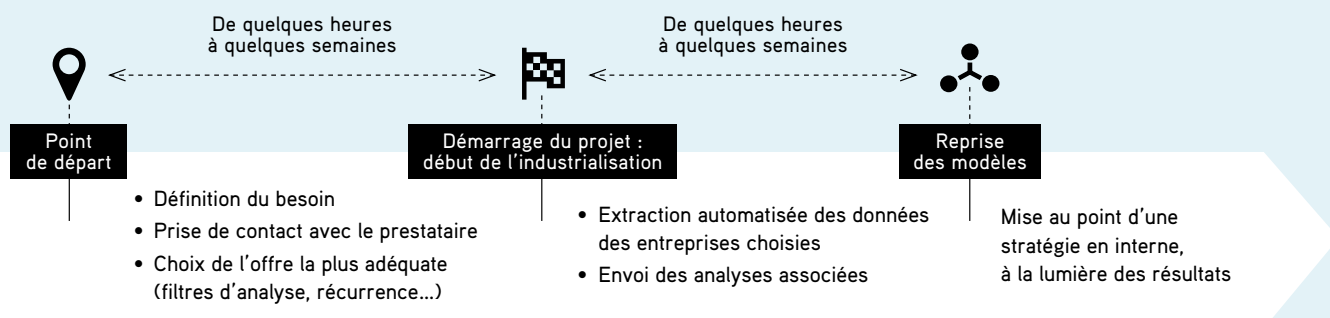 De quelques heures
à quelques semaines
De quelques heures
à quelques semaines
Point
de départ
Démarrage du projet :
début de l'industrialisation
Reprise
des modèles
• Définition du besoin
• Prise de contact avec le prestataire
• Choix de l'offre la plus adéquate
(filtres d'analyse, récurrence...)
• Extraction automatisée des données
des entreprises choisies
• Envoi des analyses associées
Mise au point d'une
stratégie en interne,
à la lumière des résultats